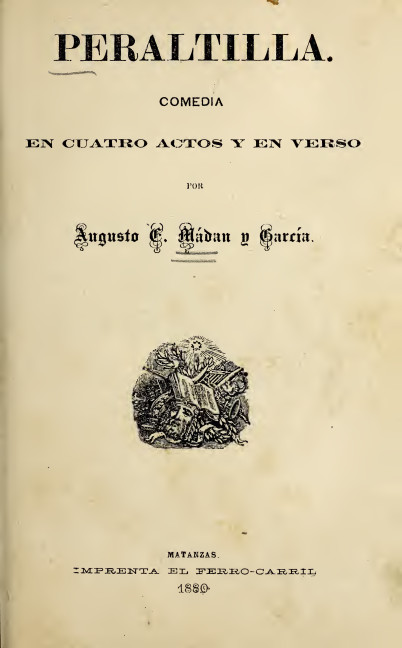 PERALTILLA.
COMEDIA
EN CUATRO ACTOS Y EN VERSO
POR
Augusto E. Mádan y García.
MATANZAS.
IMPRENTA EL FERRO-CARRIL
1880